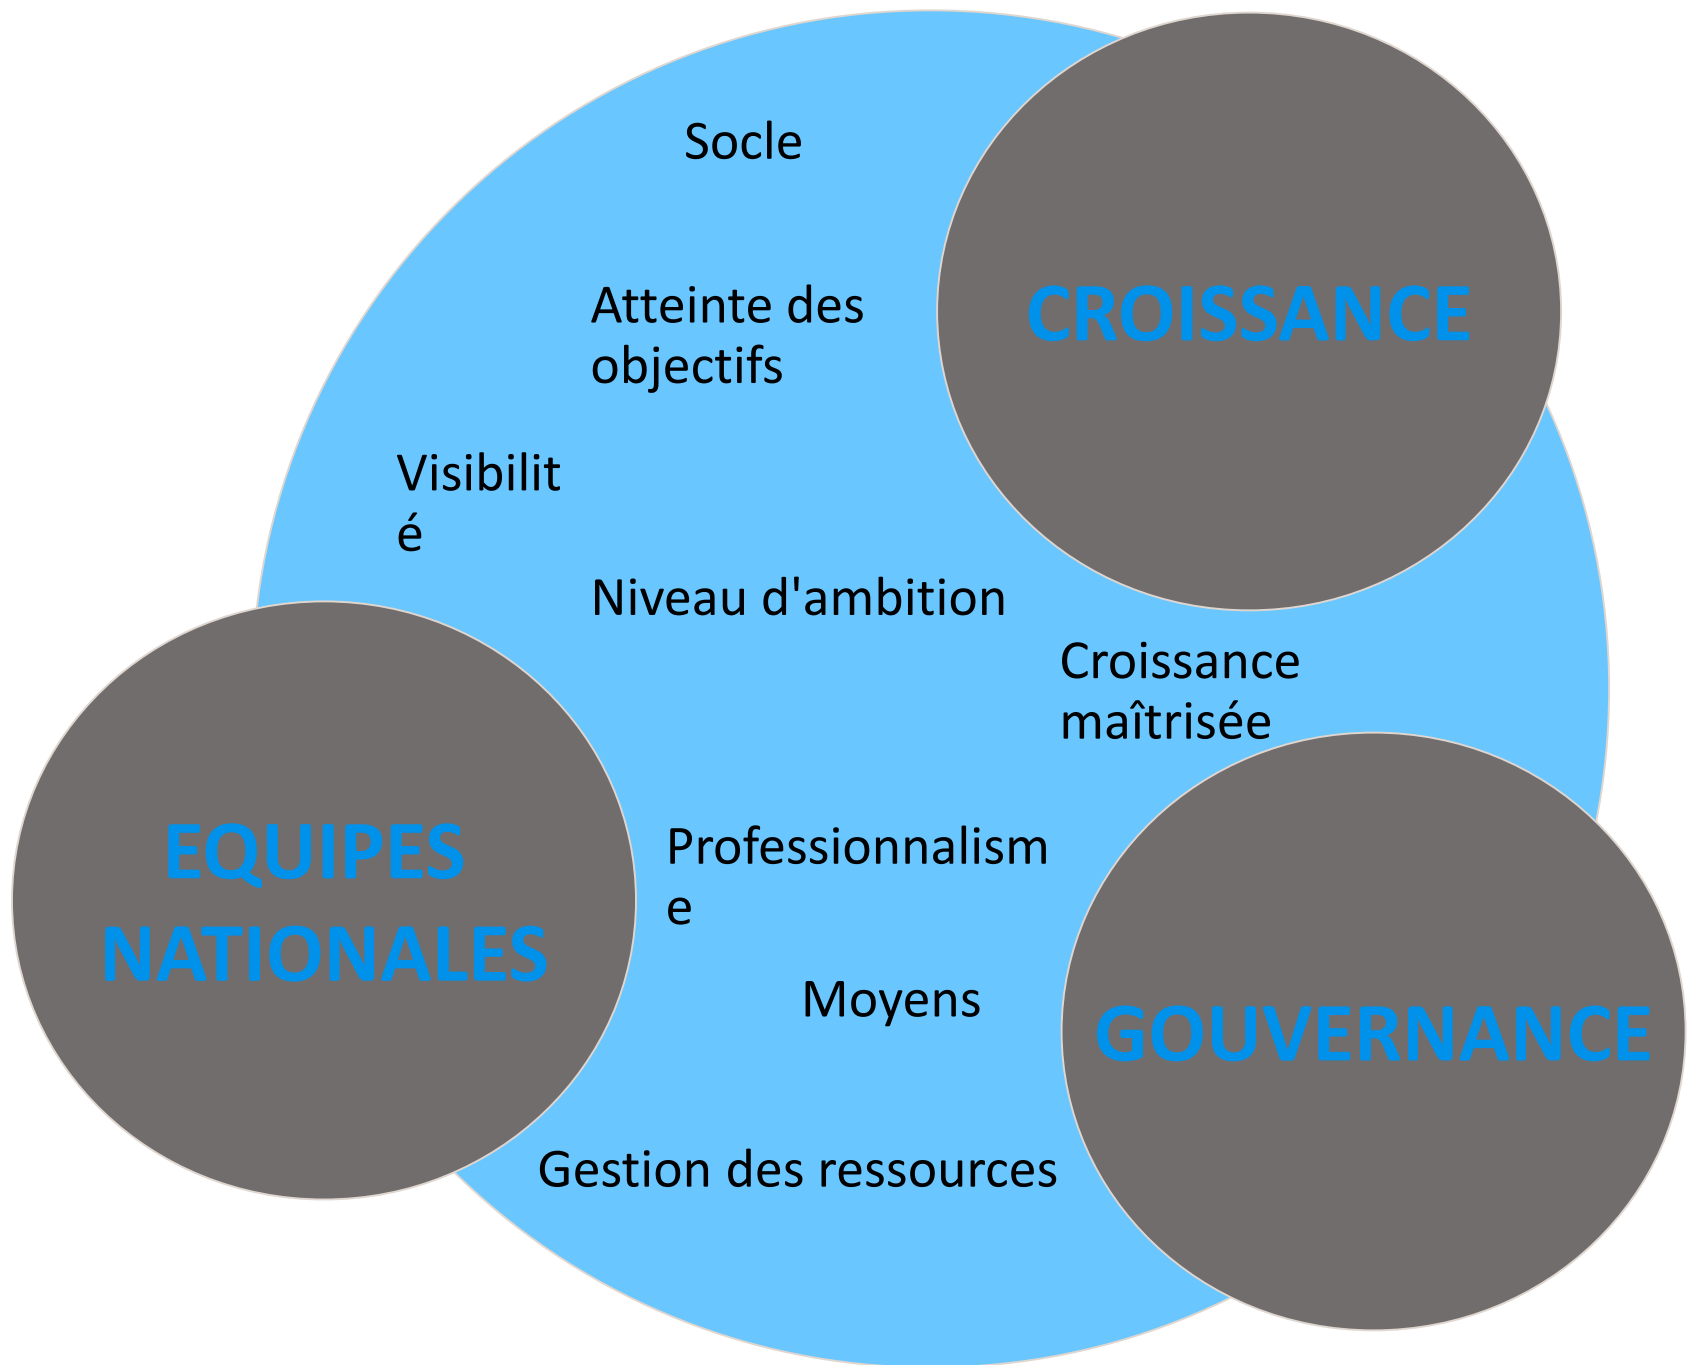 Socle
CROISSANCE
Atteinte des
objectifs
Visibilit
é
Niveau d'ambition
Croissance
maîtrisée
EQUIPES
NATIONALES
Professionnalism
e
Moyens
GOUVERNANCE
Gestion des ressources